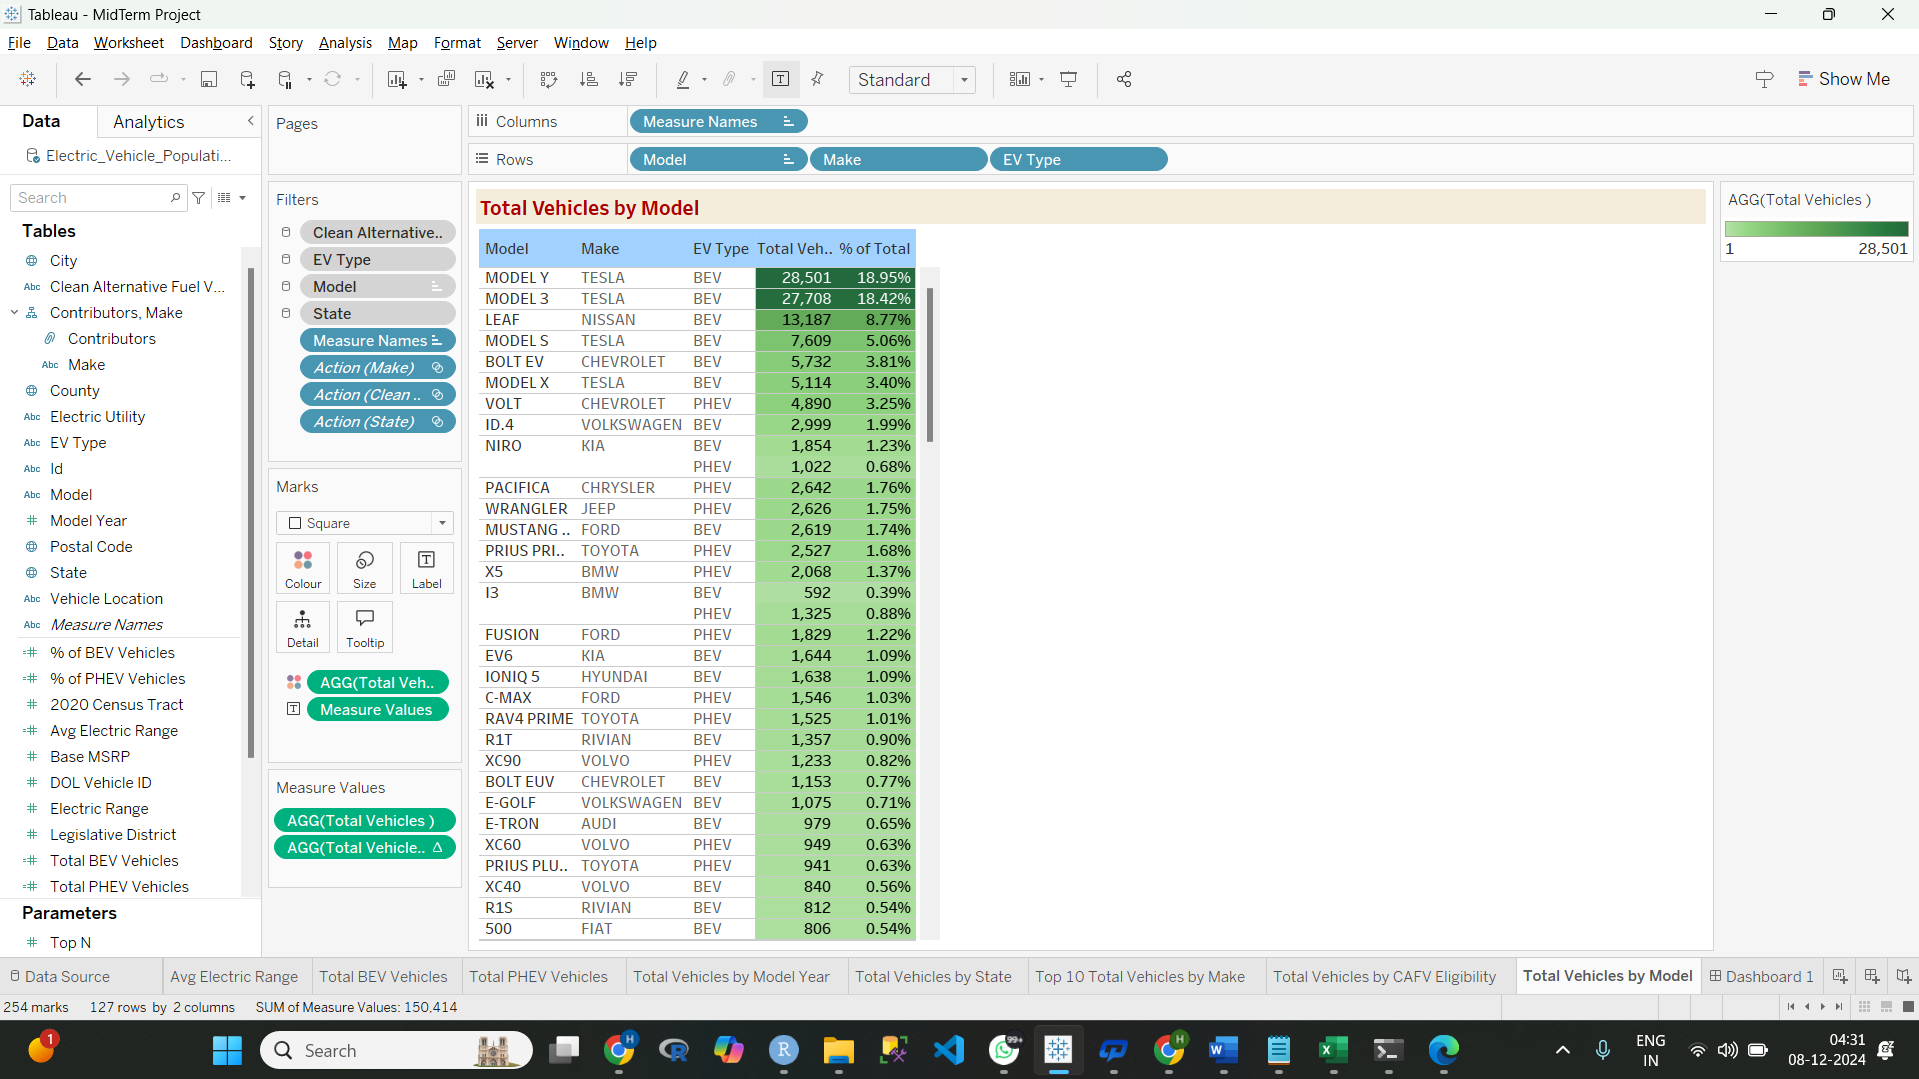 Tableau - MidTerm Project
File Data Worksheet Dashboard Story Analysis Map Format Server Window Help
Standard
Show Me
Data Analytics
Electric_Vehicle_Populati...
Search
Tables
City
Abc Clean Alternative Fuel V...
Contributors, Make
Contributors
Abc Make
County
Abc Electric Utility
Abc EV Type
Abc Id
Abc Model
# Model Year
Postal Code
State
Abc Vehicle Location
Abc Measure Names
=# % of BEV Vehicles
=# % of PHEV Vehicles
# 2020 Census Tract
=# Avg Electric Range
# Base MSRP
# DOL Vehicle ID
# Electric Range
# Legislative District
=# Total BEV Vehicles
=# Total PHEV Vehicles
Parameters
# Top N
Pages
Filters
Clean Alternative..
EV Type
Model
State
Measure Names
Action (Make)
Action (Clean ..
Action (State)
Marks
Square
Colour Size Label
Detail Tooltip
AGG(Total Veh..
Measure Values
Measure Values
AGG(Total Vehicles )
AGG(Total Vehicle.. Δ
Columns Measure Names
Rows Model Make EV Type
Total Vehicles by Model
Model Make EV Type Total Veh.. % of Total
MODEL Y TESLA BEV 28,501 18.95%
MODEL 3 TESLA BEV 27,708 18.42%
LEAF NISSAN BEV 13,187 8.77%
MODEL S TESLA BEV 7,609 5.06%
BOLT EV CHEVROLET BEV 5,732 3.81%
MODEL X TESLA BEV 5,114 3.40%
VOLT CHEVROLET PHEV 4,890 3.25%
ID.4 VOLKSWAGEN BEV 2,999 1.99%
NIRO KIA BEV 1,854 1.23%
PHEV 1,022 0.68%
PACIFICA CHRYSLER PHEV 2,642 1.76%
WRANGLER JEEP PHEV 2,626 1.75%
MUSTANG .. FORD BEV 2,619 1.74%
PRIUS PRI.. TOYOTA PHEV 2,527 1.68%
X5 BMW PHEV 2,068 1.37%
I3 BMW BEV 592 0.39%
PHEV 1,325 0.88%
FUSION FORD PHEV 1,829 1.22%
EV6 KIA BEV 1,644 1.09%
IONIQ 5 HYUNDAI BEV 1,638 1.09%
C-MAX FORD PHEV 1,546 1.03%
RAV4 PRIME TOYOTA PHEV 1,525 1.01%
R1T RIVIAN BEV 1,357 0.90%
XC90 VOLVO PHEV 1,233 0.82%
BOLT EUV CHEVROLET BEV 1,153 0.77%
E-GOLF VOLKSWAGEN BEV 1,075 0.71%
E-TRON AUDI BEV 979 0.65%
XC60 VOLVO PHEV 949 0.63%
PRIUS PLU.. TOYOTA PHEV 941 0.63%
XC40 VOLVO BEV 840 0.56%
R1S RIVIAN BEV 812 0.54%
500 FIAT BEV 806 0.54%
AGG(Total Vehicles )
1 28,501
Data Source Avg Electric Range Total BEV Vehicles Total PHEV Vehicles Total Vehicles by Model Year Total Vehicles by State Top 10 Total Vehicles by Make Total Vehicles by CAFV Eligibility Total Vehicles by Model Dashboard 1
254 marks 127 rows by 2 columns SUM of Measure Values: 150,414
1
Search
99+
ENG
IN
04:31
08-12-2024